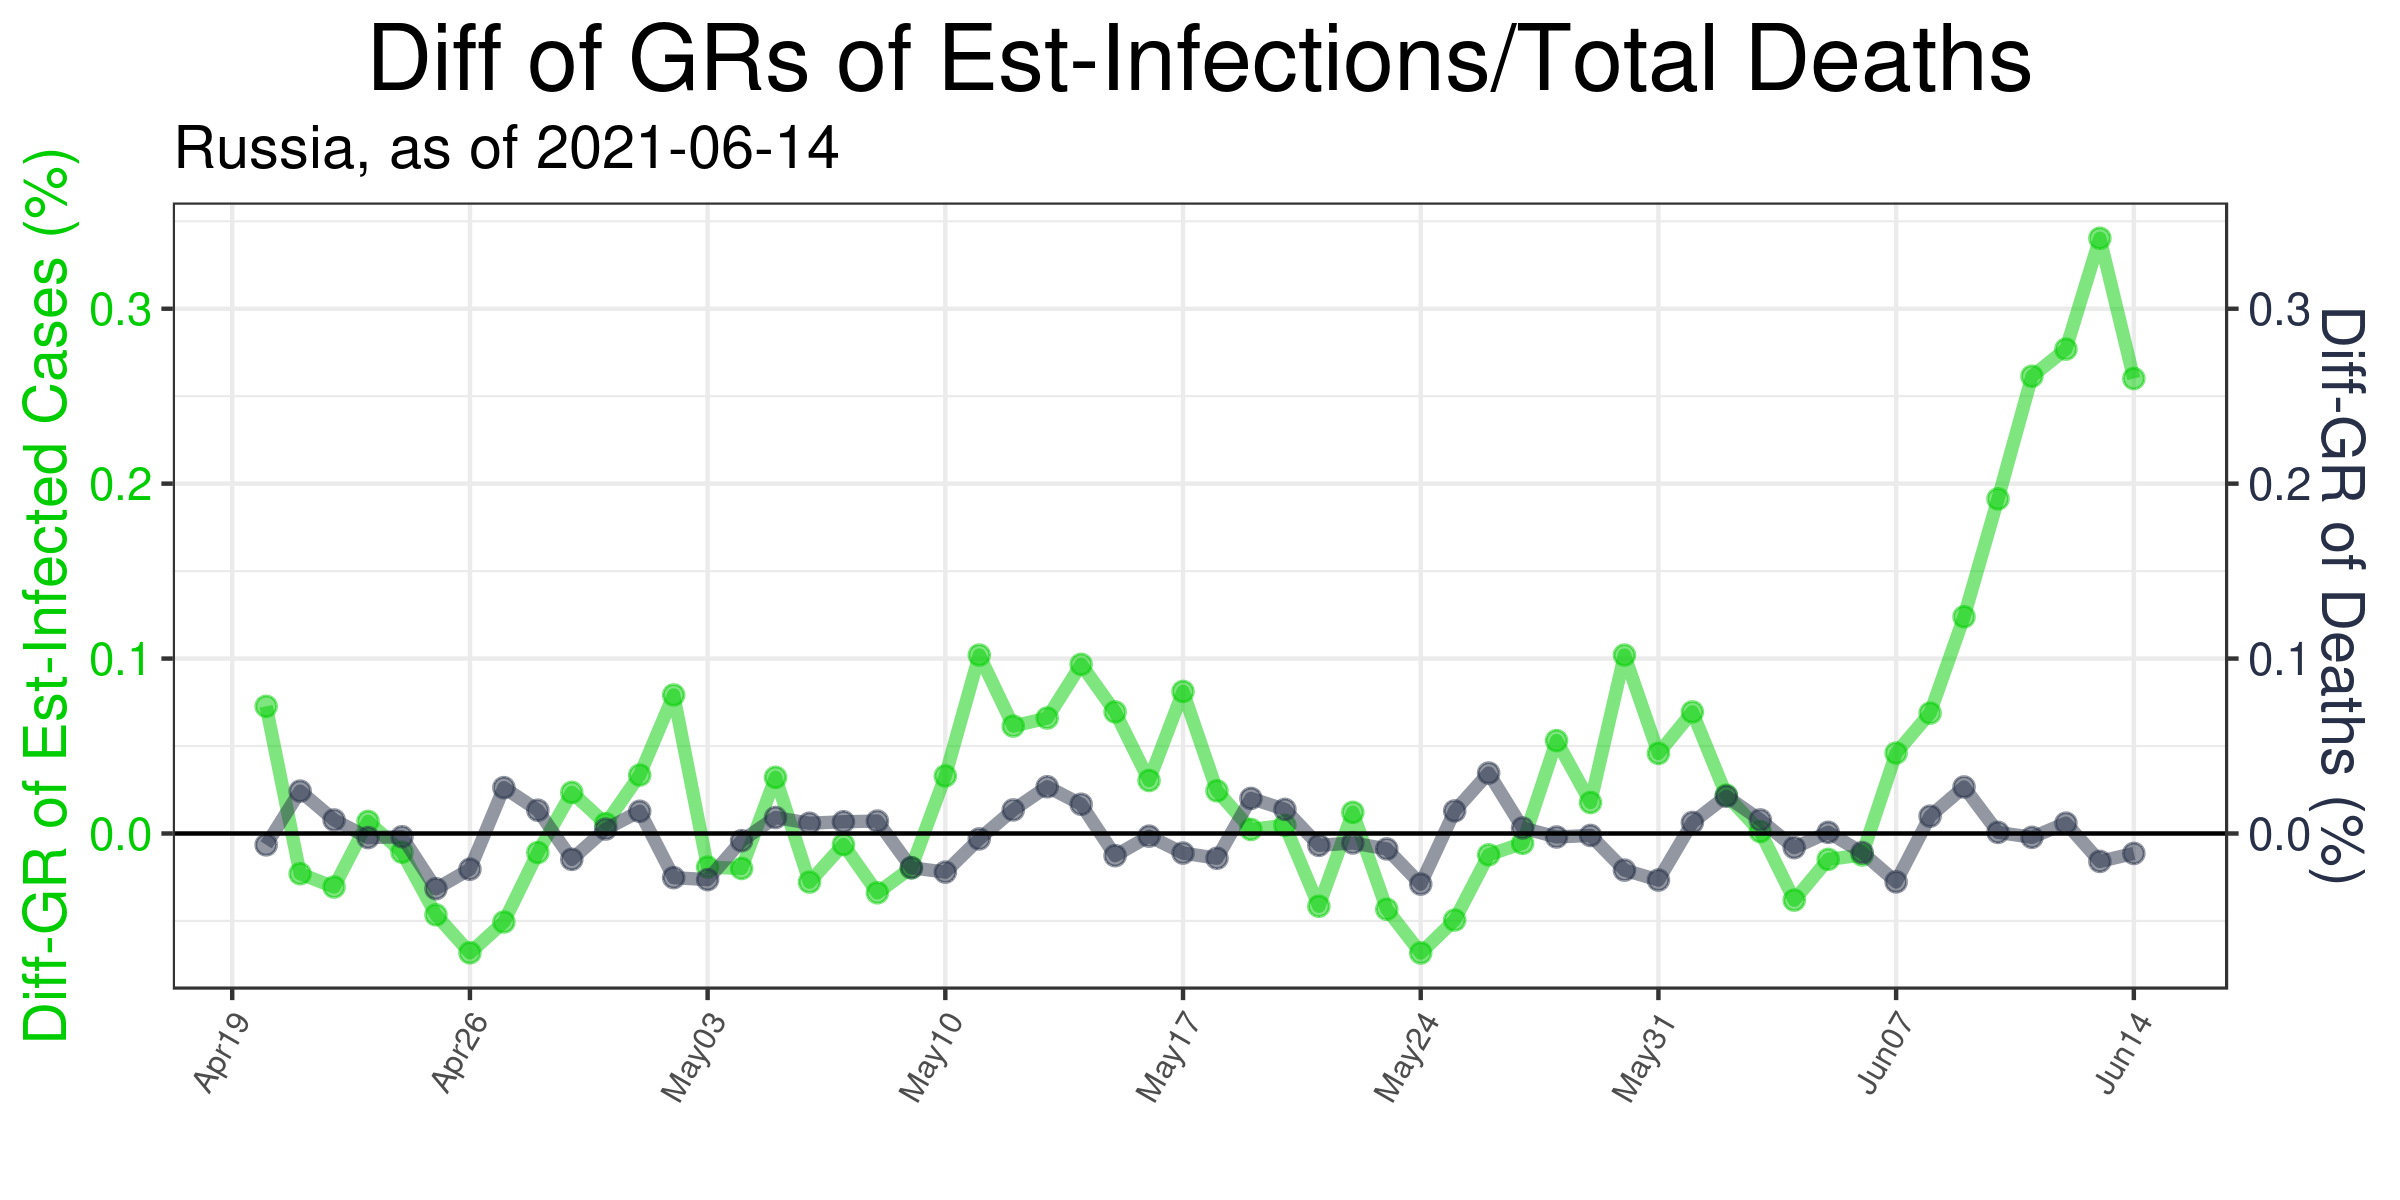 Diff of GRs of Est-Infections/Total Deaths
Russia, as of 2021-06-14
Diff-GR of Est-Infected Cases (%)
0.3
0.2
0.1
0.0
0.3
0.2
0.1
0.0
Diff-GR of Deaths (%)
Apr19
Apr26
May03
May10
May17
May24
May31
Jun07
Jun14